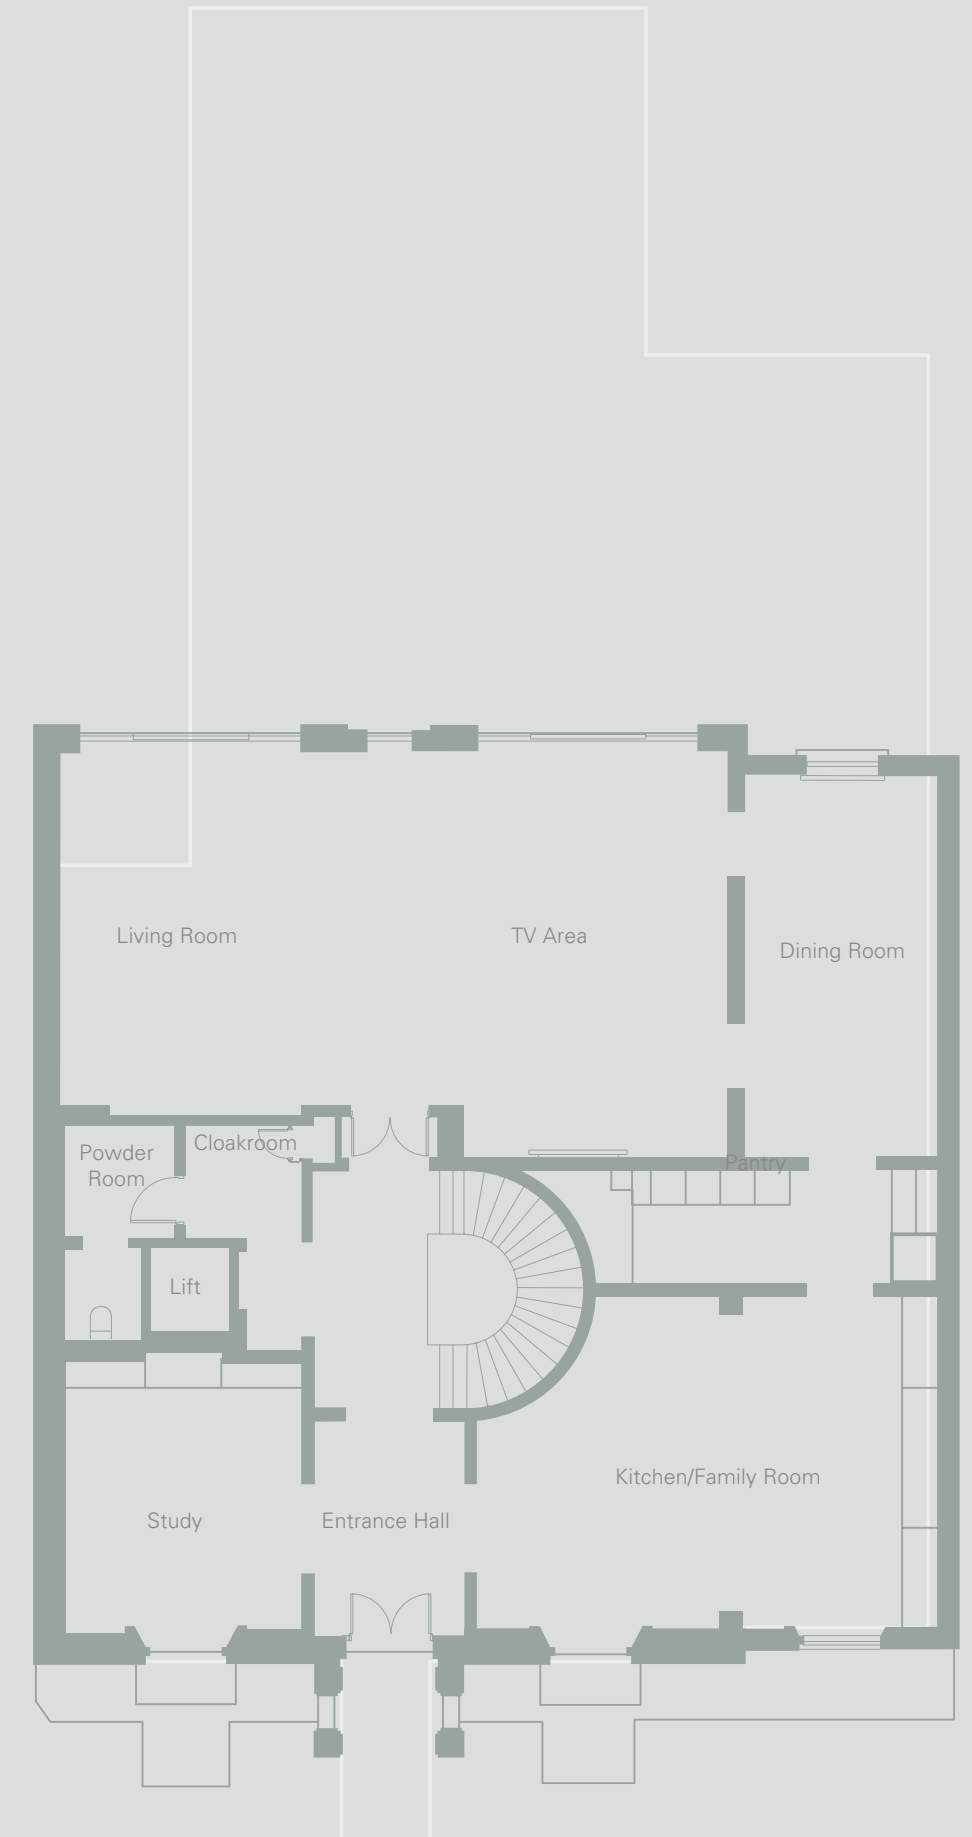 Living Room
TV Area
Dining Room
Powder
Room
Cloakroom
Pantry
Lift
Kitchen/Family Room
Study
Entrance Hall